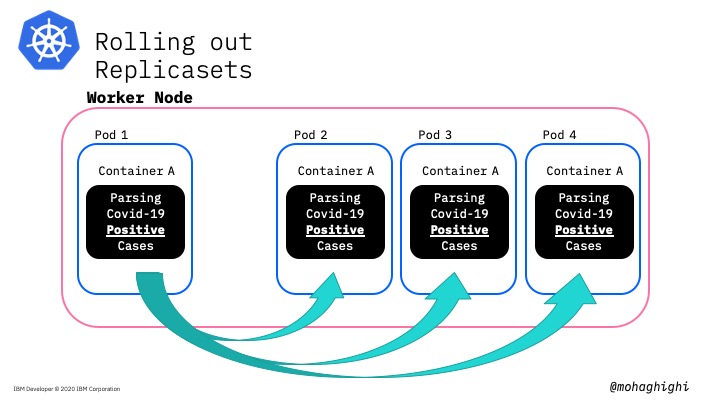 Rolling out
Replicasets
Worker Node
Pod 1
Container A
Parsing
Covid-19
Positive
Cases
Pod 2
Container A
Parsing
Covid-19
Positive
Cases
Pod 3
Container A
Parsing
Covid-19
Positive
Cases
Pod 4
Container A
Parsing
Covid-19
Positive
Cases
IBM Developer © 2020 IBM Corporation
@mohaghighi